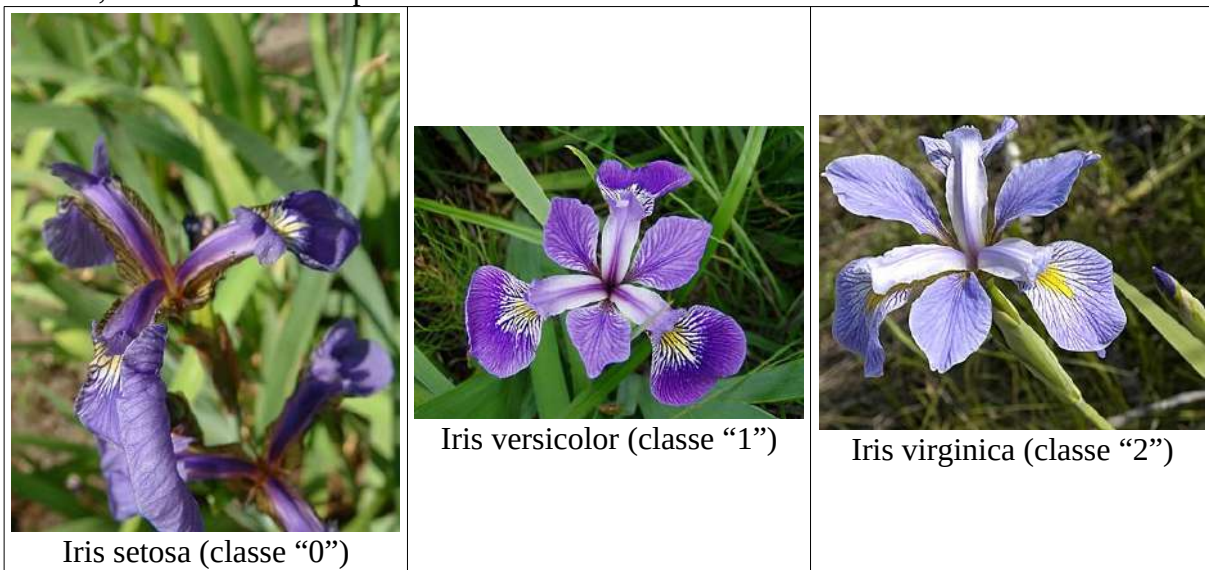 Iris setosa (classe “0”)
Iris versicolor (classe “1”)
Iris virginica (classe “2”)